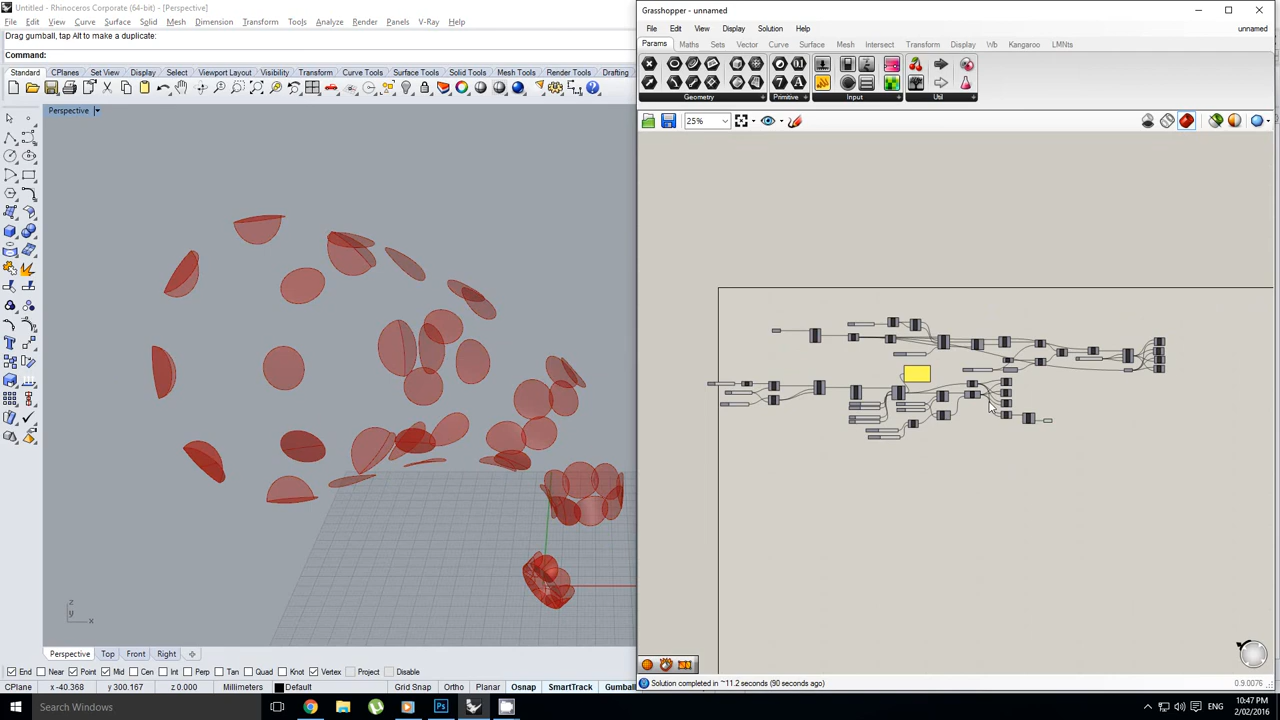 Untitled - Rhinoceros Corporate (64-bit) - [Perspective]
File Edit View Curve Surface Solid Mesh Dimension Transform Tools Analyze Render Panels V-Ray Help
Drag gumball, tap Alt to make a duplicate:
Command:
Standard CPlanes Set View Display Select Viewport Layout Visibility Transform Curve Tools Surface Tools Solid Tools Mesh Tools Render Tools Drafting
Perspective
z
y
x
Perspective Top Front Right
End Near Point Mid Cen Int Perp Tan Quad Knot Vertex Project Disable
CPlane x -40.368 y 300.167 z 0.000 Millimeters Default Grid Snap Ortho Planar Osnap SmartTrack Gumba
Grasshopper - unnamed
File Edit View Display Solution Help unnamed
Params Maths Sets Vector Curve Surface Mesh Intersect Transform Display Wb Kangaroo LMNts
Geometry Primitive Input Util
25%
Solution completed in ~11.2 seconds (90 seconds ago) 0.9.0076
Search Windows
ENG
10:47 PM
2/02/2016